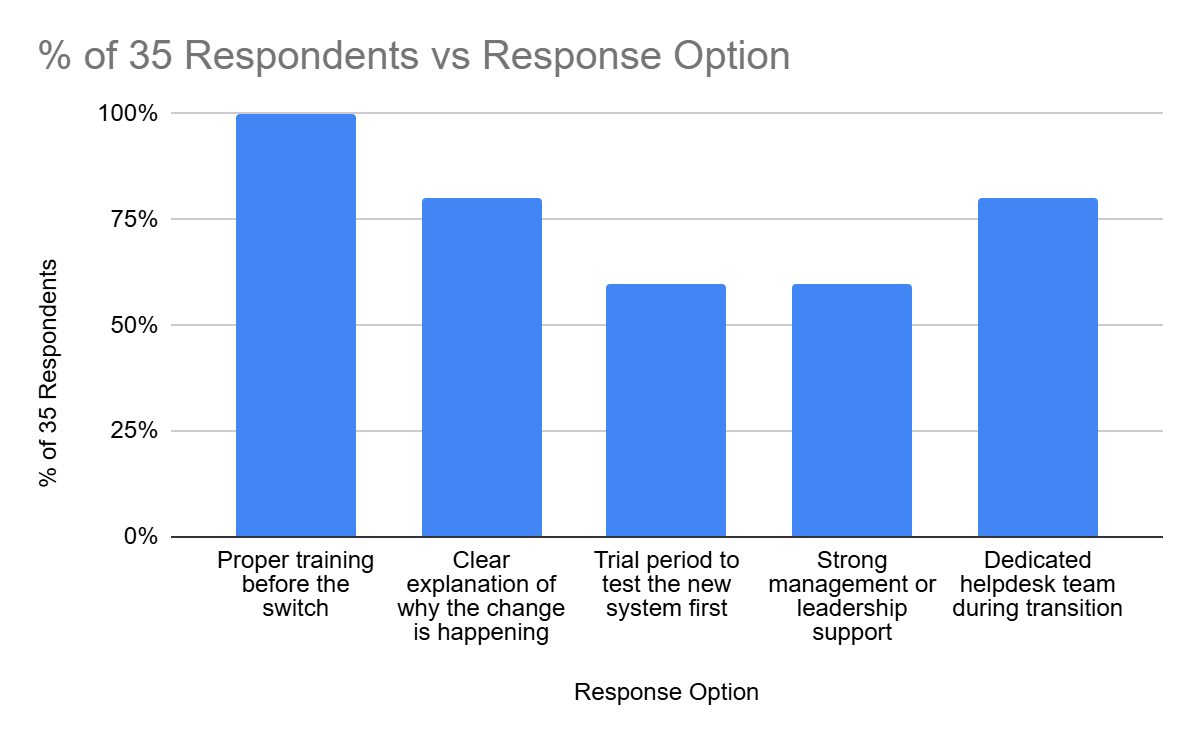 % of 35 Respondents vs Response Option
% of 35 Respondents
100%
75%
50%
25%
0%
Proper training
before the
switch
Clear
explanation of
why the change
is happening
Trial period to
test the new
system first
Strong
management or
leadership
support
Dedicated
helpdesk team
during transition
Response Option